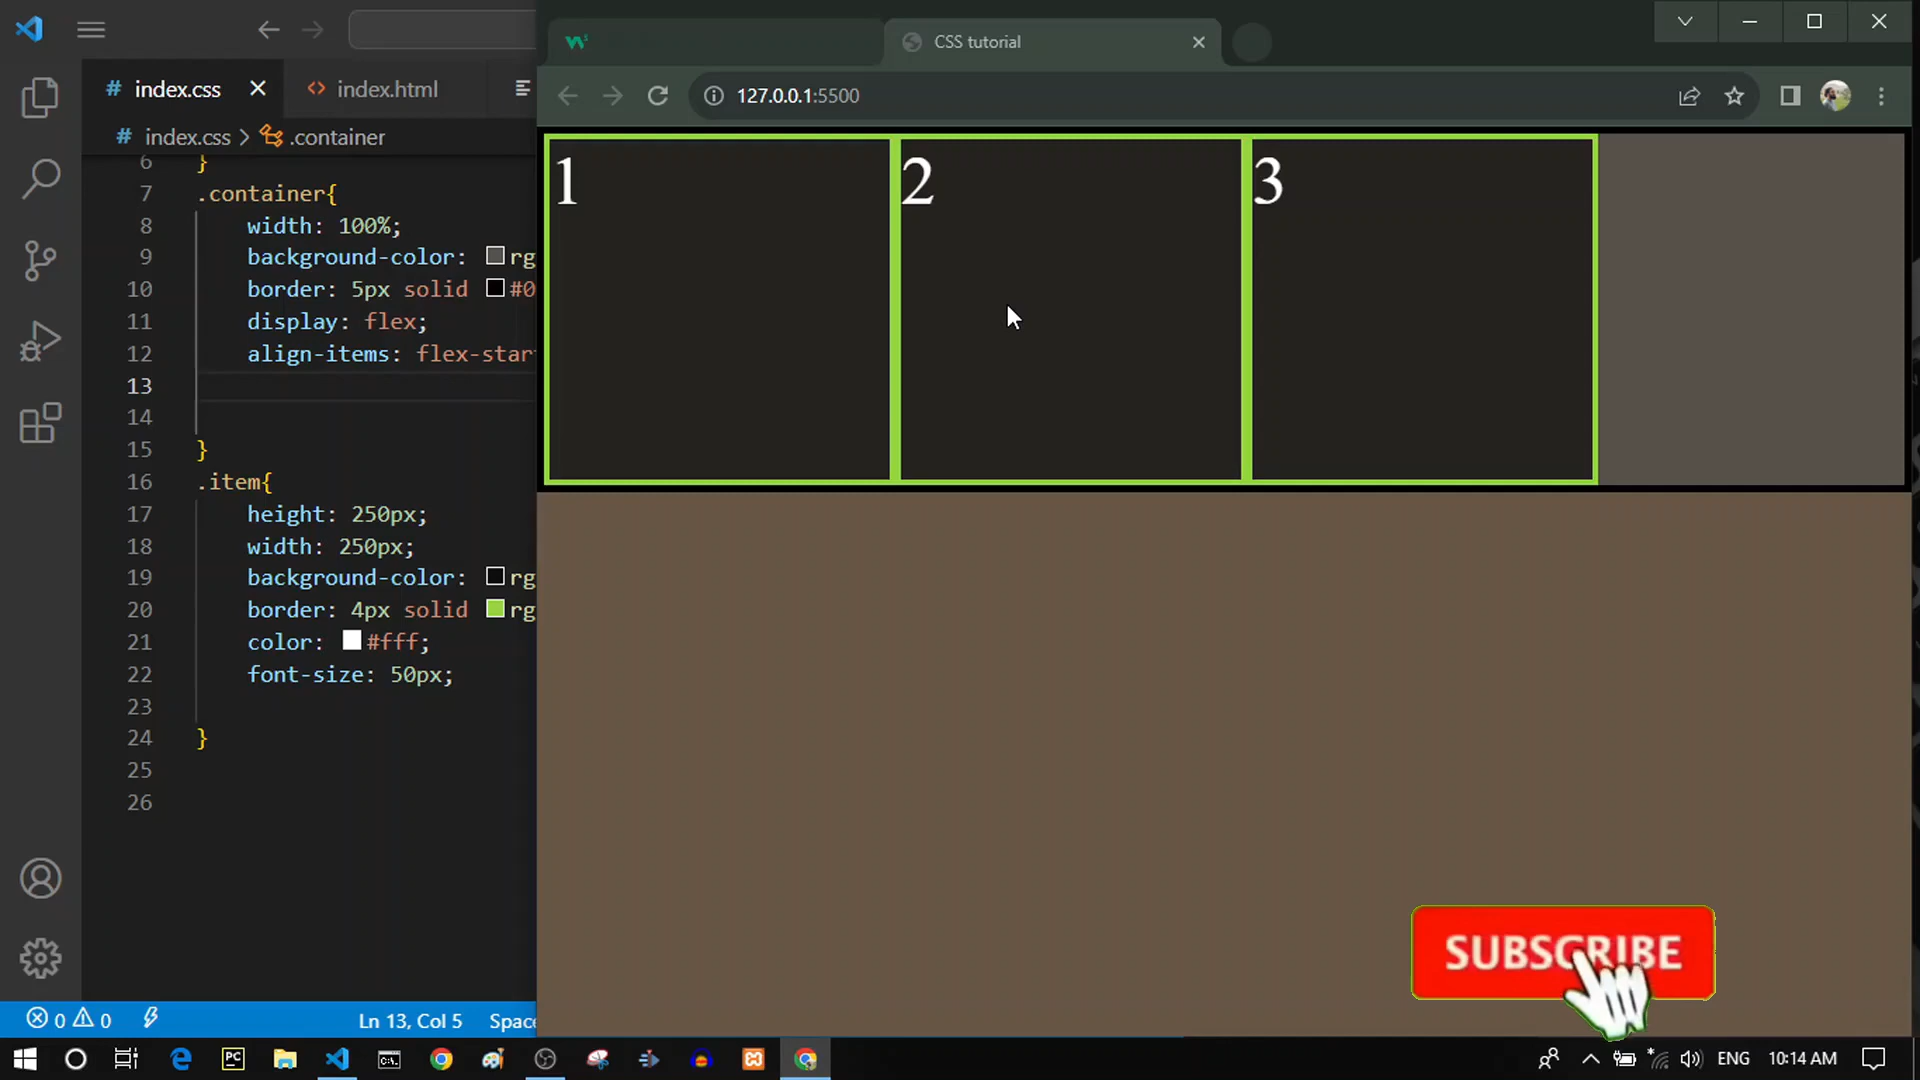 index.css
index.html
index.css > .container
6 }
7 .container{
8 width: 100%;
9 background-color: rg
10 border: 5px solid #0
11 display: flex;
12 align-items: flex-star
13
14
15 }
16 .item{
17 height: 250px;
18 width: 250px;
19 background-color: rg
20 border: 4px solid rg
21 color: #fff;
22 font-size: 50px;
23
24 }
25
26
0 0
Ln 13, Col 5 Space
CSS tutorial
127.0.0.1:5500
1 2 3
SUBSCRIBE
PC
ENG 10:14 AM